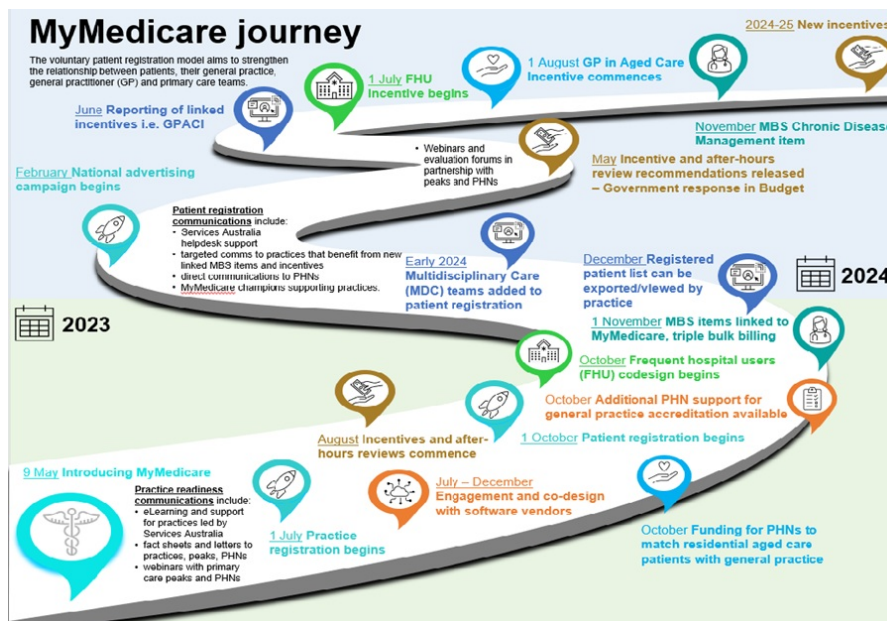 MyMedicare journey
The voluntary patient registration model aims to strengthen
the relationship between patients, their general practice,
general practitioner (GP) and primary care teams.
2024-25 New incentives
1 August GP in Aged Care
Incentive commences
1 July FHU
Incentive begins
June Reporting of linked
incentives i.e. GPACI
November MBS Chronic Disease
Management item
• Webinars and
evaluation forums in
partnership with
peaks and PHNs
May Incentive and after-hours
review recommendations released
– Government response in Budget
February National advertising
campaign begins
Patient registration
communications include:
• Services Australia
helpdesk support
• targeted comms to practices that benefit from new
linked MBS items and incentives
• direct communications to PHNs
• MyMedicare champions supporting practices.
Early 2024
Multidisciplinary Care
(MDC) teams added to
patient registration
December Registered
patient list can be
exported/viewed by
practice
2024
2023
1 November MBS items linked to
MyMedicare, triple bulk billing
October Frequent hospital users
(FHU) codesign begins
October Additional PHN support for
general practice accreditation available
August Incentives and after-
hours reviews commence
1 October Patient registration begins
9 May Introducing MyMedicare
Practice readiness
communications include:
• eLearning and support
for practices led by
Services Australia
• fact sheets and letters to
practices, peaks, PHNs
• webinars with primary
care peaks and PHNs
1 July Practice
registration begins
July – December
Engagement and co-design
with software vendors
October Funding for PHNs to
match residential aged care
patients with general practice